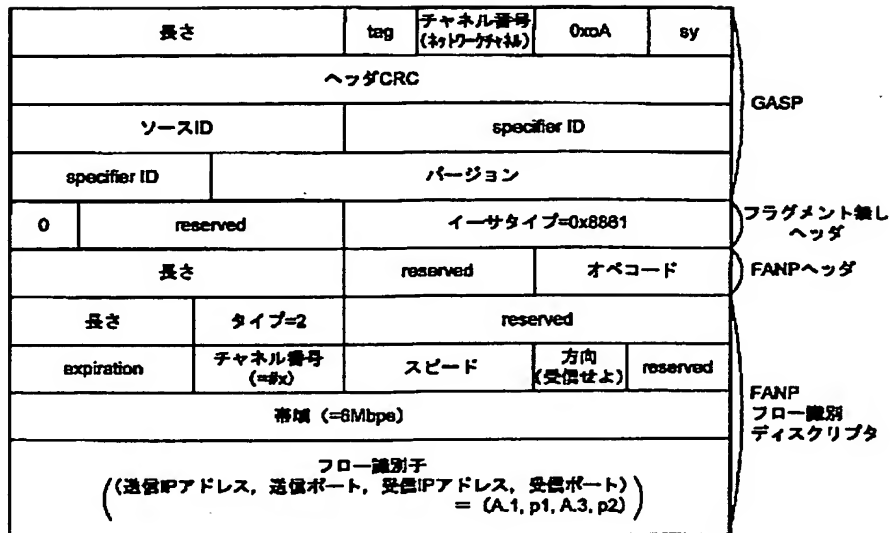 長さ tag チャネル番号 0xoA sy
(ネットワークチャネル)
ヘッダCRC
GASP
ソースID specifier ID
specifier ID バージョン
0 reserved イーサタイプ=0x8861
フラグメント無し
ヘッダ
長さ reserved オペコード
FANPヘッダ
長さ タイプ=2 reserved
expiration チャネル番号 スピード 方向 reserved
(=#x) (受信せよ)
帯域 (=6Mbps)
FANP
フロー識別
ディスクリプタ
フロー識別子
((送信IPアドレス, 送信ポート, 受信IPアドレス, 受信ポート)
= (A.1, p1, A.3, p2))